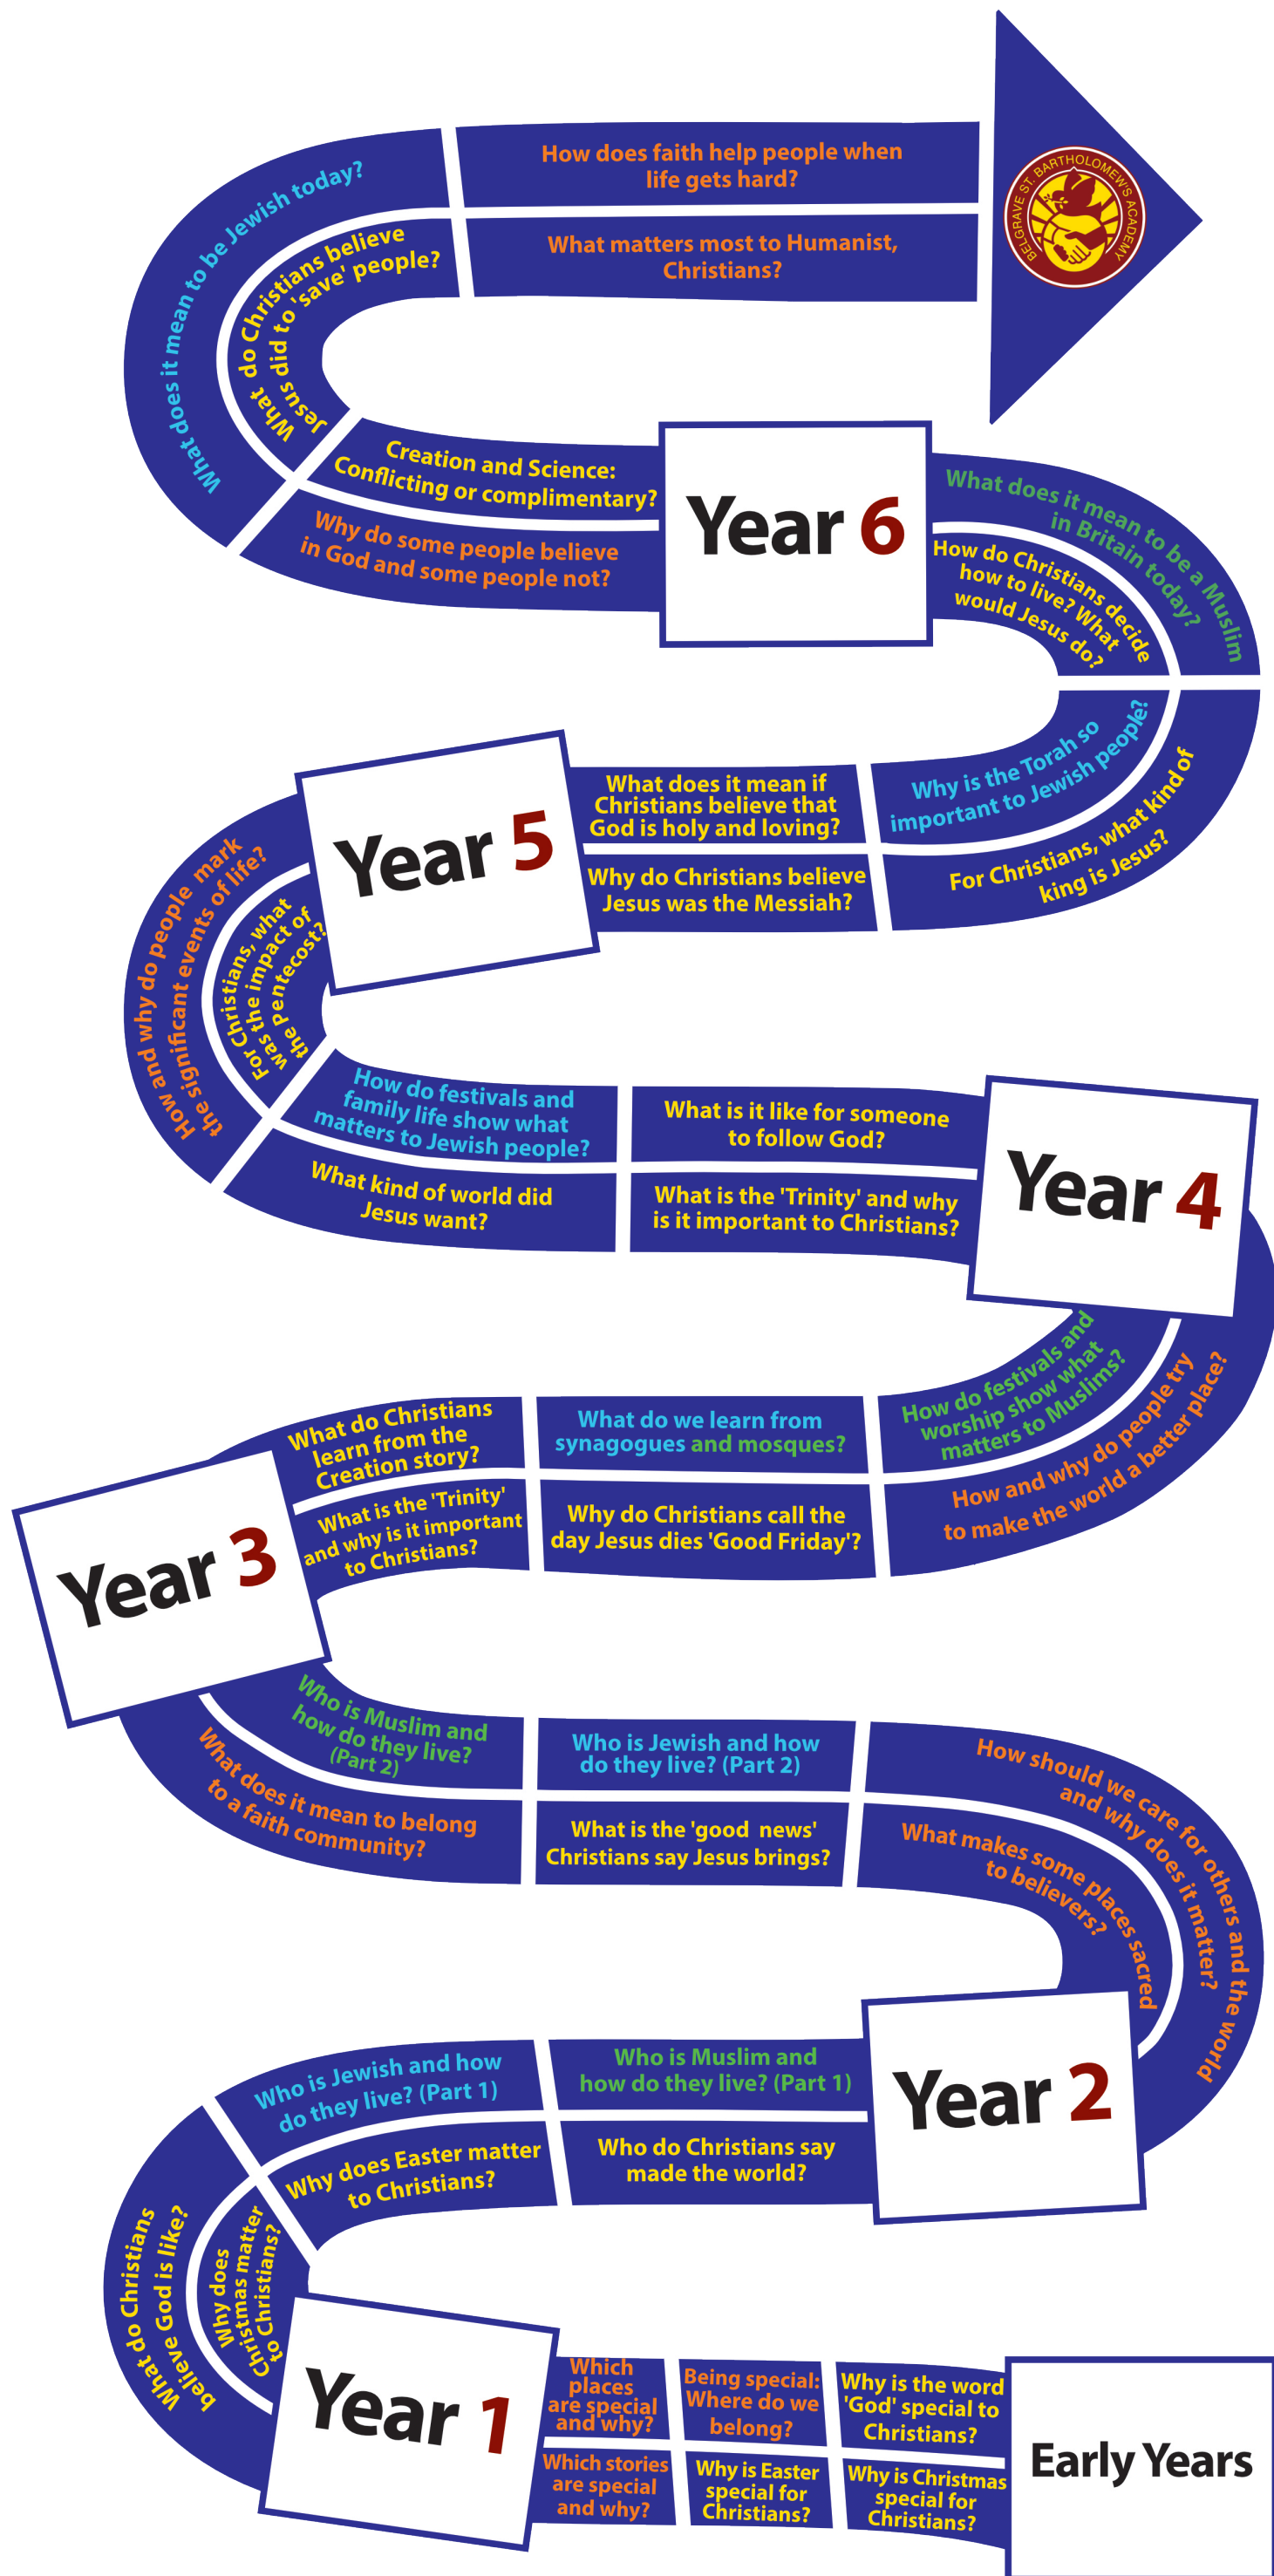 How does faith help people when
life gets hard?
What matters most to Humanist,
Christians?
BELGRAVE ST. BARTHOLOMEW'S ACADEMY
What does it mean to be Jewish today?
What do Christians believe
Jesus did to 'save' people?
Creation and Science:
Conflicting or complimentary?
Why do some people believe
in God and some people not?
Year 6
What does it mean to be a Muslim
in Britain today?
How do Christians decide
how to live? What
would Jesus do?
Why is the Torah so
important to Jewish people?
For Christians, what kind of
king is Jesus?
What does it mean if
Christians believe that
God is holy and loving?
Why do Christians believe
Jesus was the Messiah?
Year 5
How and why do people mark
the significant events of life?
For Christians, what
was the impact of
the Pentecost?
How do festivals and
family life show what
matters to Jewish people?
What kind of world did
Jesus want?
What is it like for someone
to follow God?
What is the 'Trinity' and why
is it important to Christians?
Year 4
How do festivals and
worship show what
matters to Muslims?
How and why do people try
to make the world a better place?
What do we learn from
synagogues and mosques?
Why do Christians call the
day Jesus dies 'Good Friday'?
What do Christians
learn from the
Creation story?
What is the 'Trinity'
and why is it important
to Christians?
Year 3
Who is Muslim and
how do they live?
(Part 2)
What does it mean to belong
to a faith community?
Who is Jewish and how
do they live? (Part 2)
What is the 'good news'
Christians say Jesus brings?
How should we care for others and the world
and why does it matter?
What makes some places sacred
to believers?
Year 2
Who is Muslim and
how do they live? (Part 1)
Who do Christians say
made the world?
Who is Jewish and how
do they live? (Part 1)
Why does Easter matter
to Christians?
What do Christians
believe God is like?
Why does
Christmas matter
to Christians?
Year 1
Which
places
are special
and why?
Which stories
are special
and why?
Being special:
Where do we
belong?
Why is Easter
special for
Christians?
Why is the word
'God' special to
Christians?
Why is Christmas
special for
Christians?
Early Years